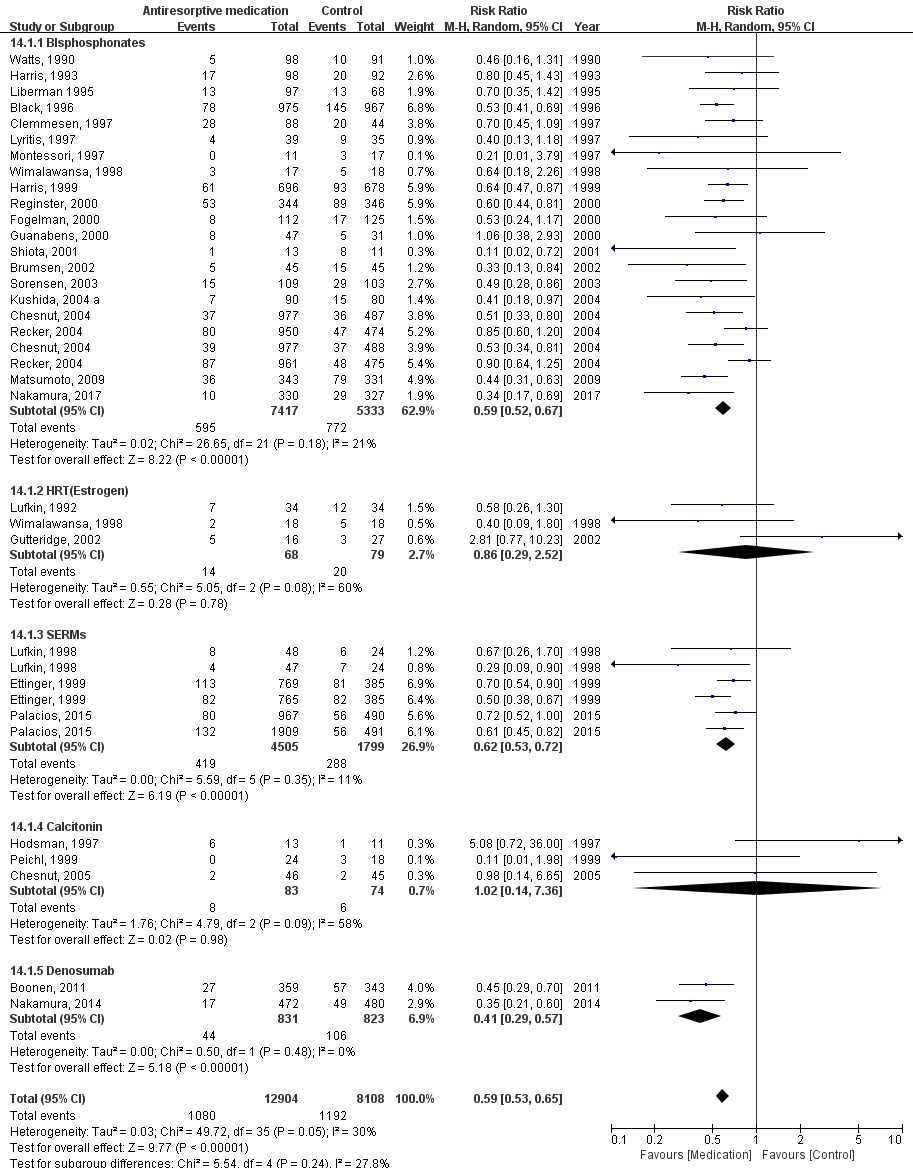 Antiresorptive medication Control Risk Ratio Risk Ratio
Study or Subgroup Events Total Events Total Weight M-H, Random, 95% CI Year M-H, Random, 95% CI
14.1.1 BIsphosphonates
Watts, 1990 5 98 10 91 1.0% 0.46 [0.16, 1.31] 1990
Harris, 1993 17 98 20 92 2.6% 0.80 [0.45, 1.43] 1993
Liberman 1995 13 97 13 68 1.9% 0.70 [0.35, 1.42] 1995
Black, 1996 78 975 145 967 6.8% 0.53 [0.41, 0.69] 1996
Clemmesen, 1997 28 88 20 44 3.8% 0.70 [0.45, 1.09] 1997
Lyritis, 1997 4 39 9 35 0.9% 0.40 [0.13, 1.18] 1997
Montessori, 1997 0 11 3 17 0.1% 0.21 [0.01, 3.79] 1997
Wimalawansa, 1998 3 17 5 18 0.7% 0.64 [0.18, 2.26] 1998
Harris, 1999 61 696 93 678 5.9% 0.64 [0.47, 0.87] 1999
Reginster, 2000 53 344 89 346 5.9% 0.60 [0.44, 0.81] 2000
Fogelman, 2000 8 112 17 125 1.6% 0.53 [0.24, 1.17] 2000
Guanabens, 2000 8 47 5 31 1.0% 1.06 [0.38, 2.93] 2000
Shiota, 2001 1 13 8 11 0.3% 0.11 [0.02, 0.72] 2001
Brumsen, 2002 5 45 15 45 1.2% 0.33 [0.13, 0.84] 2002
Sorensen, 2003 15 109 29 103 2.7% 0.49 [0.28, 0.86] 2003
Kushida, 2004 a 7 90 15 80 1.4% 0.41 [0.18, 0.97] 2004
Chesnut, 2004 37 977 36 487 3.8% 0.51 [0.33, 0.80] 2004
Recker, 2004 80 950 47 474 5.2% 0.85 [0.60, 1.20] 2004
Chesnut, 2004 39 977 37 488 3.9% 0.53 [0.34, 0.81] 2004
Recker, 2004 87 961 48 475 5.4% 0.90 [0.64, 1.25] 2004
Matsumoto, 2009 36 343 79 331 4.9% 0.44 [0.31, 0.63] 2009
Nakamura, 2017 10 330 29 327 1.9% 0.34 [0.17, 0.69] 2017
Subtotal (95% CI) 7417 5333 62.9% 0.59 [0.52, 0.67]
Total events 595 772
Heterogeneity: Tau² = 0.02; Chi² = 26.65, df = 21 (P = 0.18); I² = 21%
Test for overall effect: Z = 8.22 (P < 0.00001)
14.1.2 HRT(Estrogen)
Lufkin, 1992 7 34 12 34 1.5% 0.58 [0.26, 1.30]
Wimalawansa, 1998 2 18 5 18 0.5% 0.40 [0.09, 1.80] 1998
Gutteridge, 2002 5 16 3 27 0.6% 2.81 [0.77, 10.23] 2002
Subtotal (95% CI) 68 79 2.7% 0.86 [0.29, 2.52]
Total events 14 20
Heterogeneity: Tau² = 0.55; Chi² = 5.05, df = 2 (P = 0.08); I² = 60%
Test for overall effect: Z = 0.28 (P = 0.78)
14.1.3 SERMs
Lufkin, 1998 8 48 6 24 1.2% 0.67 [0.26, 1.70] 1998
Lufkin, 1998 4 47 7 24 0.8% 0.29 [0.09, 0.90] 1998
Ettinger, 1999 113 769 81 385 6.9% 0.70 [0.54, 0.90] 1999
Ettinger, 1999 82 765 82 385 6.4% 0.50 [0.38, 0.67] 1999
Palacios, 2015 80 967 56 490 5.6% 0.72 [0.52, 1.00] 2015
Palacios, 2015 132 1909 56 491 6.1% 0.61 [0.45, 0.82] 2015
Subtotal (95% CI) 4505 1799 26.9% 0.62 [0.53, 0.72]
Total events 419 288
Heterogeneity: Tau² = 0.00; Chi² = 5.59, df = 5 (P = 0.35); I² = 11%
Test for overall effect: Z = 6.19 (P < 0.00001)
14.1.4 Calcitonin
Hodsman, 1997 6 13 1 11 0.3% 5.08 [0.72, 36.00] 1997
Peichl, 1999 0 24 3 18 0.1% 0.11 [0.01, 1.98] 1999
Chesnut, 2005 2 46 2 45 0.3% 0.98 [0.14, 6.65] 2005
Subtotal (95% CI) 83 74 0.7% 1.02 [0.14, 7.36]
Total events 8 6
Heterogeneity: Tau² = 1.76; Chi² = 4.79, df = 2 (P = 0.09); I² = 58%
Test for overall effect: Z = 0.02 (P = 0.98)
14.1.5 Denosumab
Boonen, 2011 27 359 57 343 4.0% 0.45 [0.29, 0.70] 2011
Nakamura, 2014 17 472 49 480 2.9% 0.35 [0.21, 0.60] 2014
Subtotal (95% CI) 831 823 6.9% 0.41 [0.29, 0.57]
Total events 44 106
Heterogeneity: Tau² = 0.00; Chi² = 0.50, df = 1 (P = 0.48); I² = 0%
Test for overall effect: Z = 5.18 (P < 0.00001)
Total (95% CI) 12904 8108 100.0% 0.59 [0.53, 0.65]
Total events 1080 1192
Heterogeneity: Tau² = 0.03; Chi² = 49.72, df = 35 (P = 0.05); I² = 30%
Test for overall effect: Z = 9.77 (P < 0.00001)
Test for subgroup differences: Chi² = 5.54, df = 4 (P = 0.24), I² = 27.8%
0.1 0.2 0.5 1 2 5 10
Favours [Medication] Favours [Control]